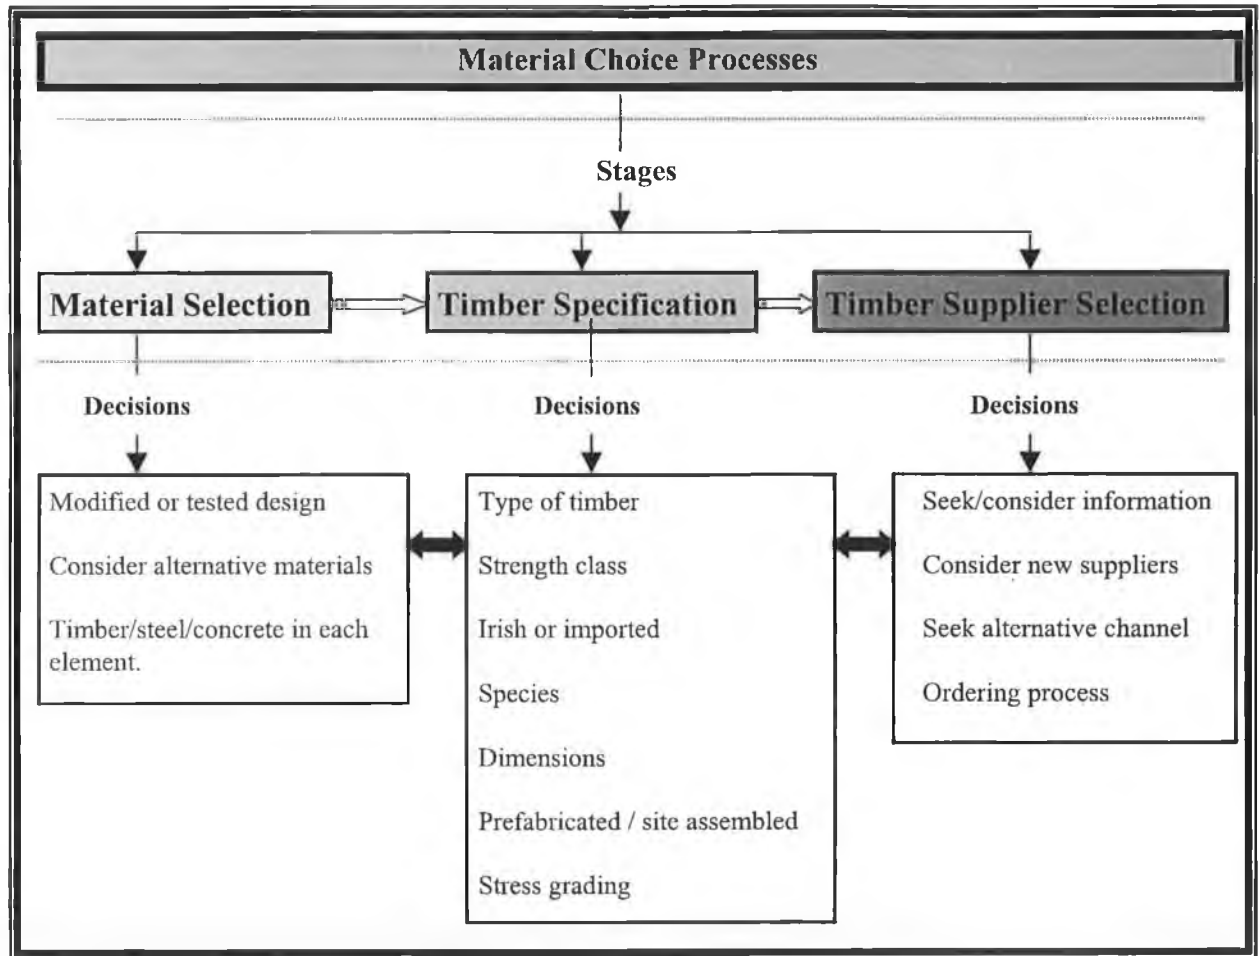 Material Choice Processes
Stages
Material Selection
Timber Specification
Timber Supplier Selection
Decisions
Decisions
Decisions
Modified or tested design
Consider alternative materials
Timber/steel/concrete in each
element.
Type of timber
Strength class
Irish or imported
Species
Dimensions
Prefabricated / site assembled
Stress grading
Seek/consider information
Consider new suppliers
Seek alternative channel
Ordering process